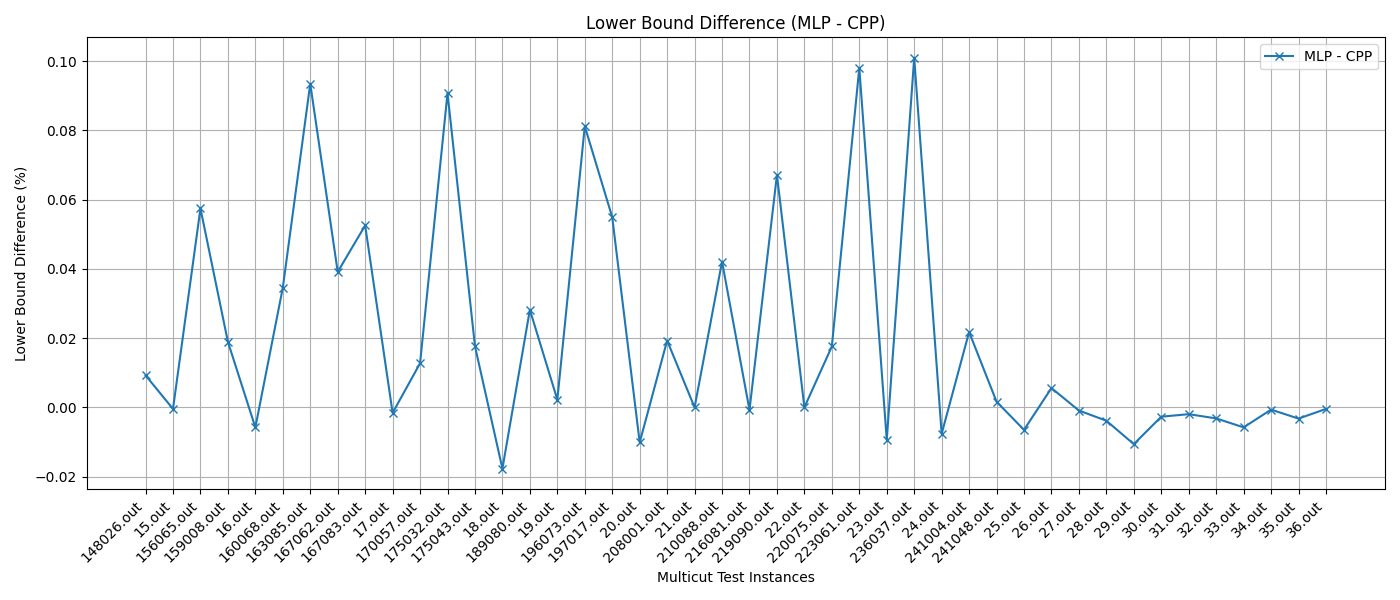 Lower Bound Difference (MLP - CPP)
MLP - CPP
Lower Bound Difference (%)
0.10
0.08
0.06
0.04
0.02
0.00
−0.02
148026.out
15.out
156065.out
159008.out
16.out
160068.out
163085.out
167062.out
167083.out
17.out
170057.out
175032.out
175043.out
18.out
189080.out
19.out
196073.out
197017.out
20.out
208001.out
21.out
210088.out
216081.out
219090.out
22.out
220075.out
223061.out
23.out
236037.out
24.out
241004.out
241048.out
25.out
26.out
27.out
28.out
29.out
30.out
31.out
32.out
33.out
34.out
35.out
36.out
Multicut Test Instances